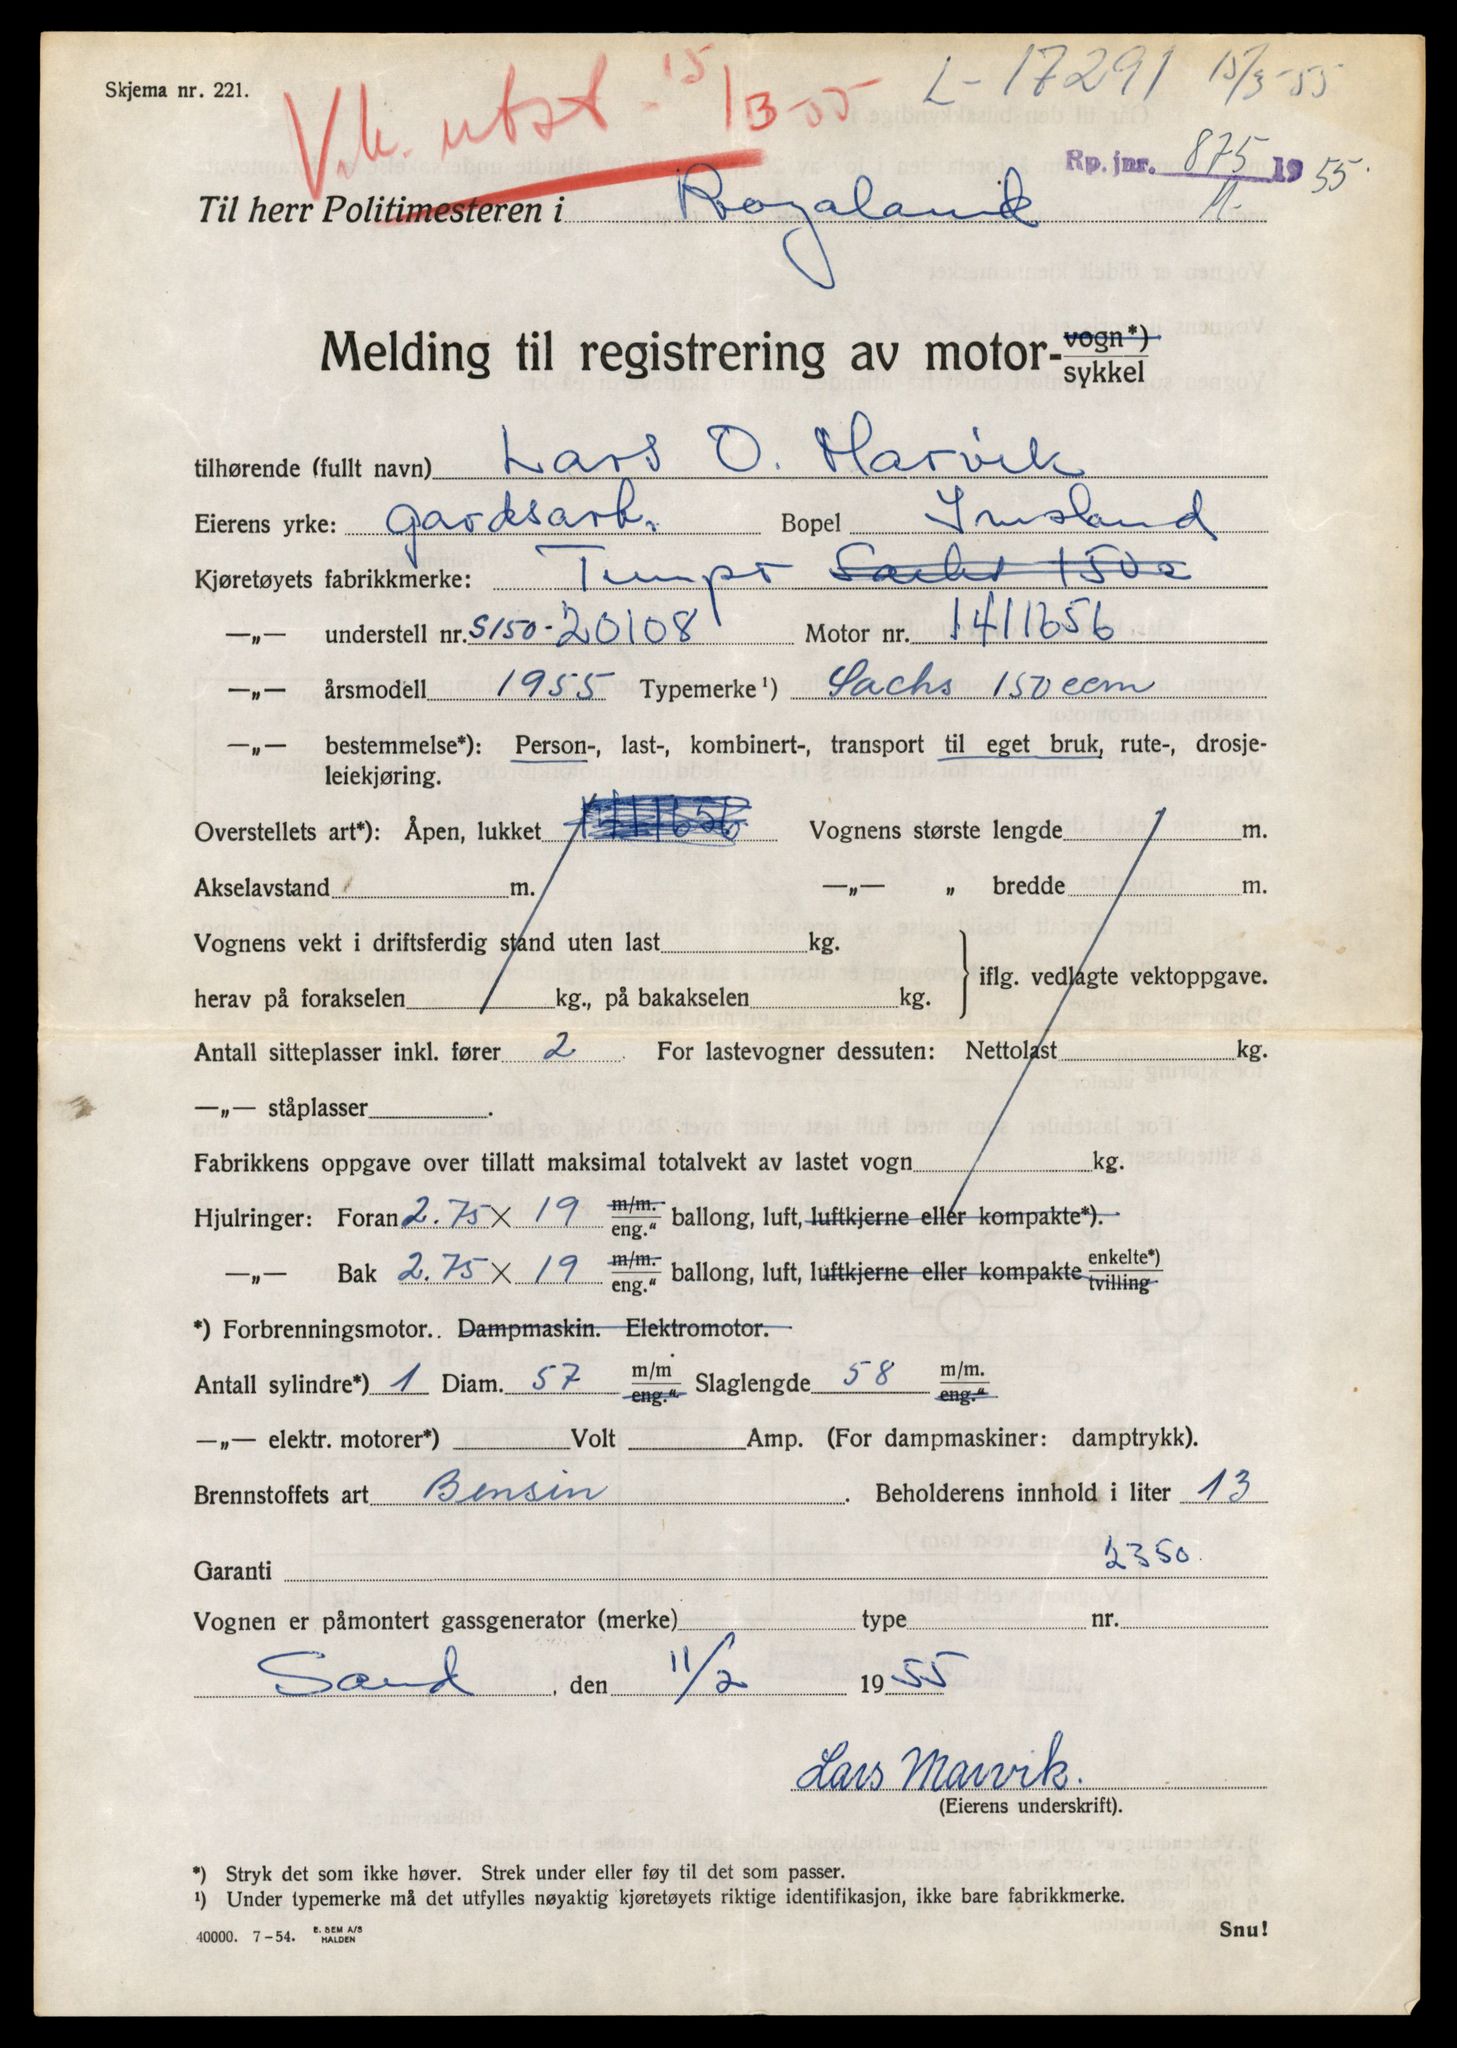 Skjema nr. 221.
V.k. utst. 15/3-55
L-17291 15/3-55
Rp. jnr. 875 1955.
Til herr Politimesteren i Rogaland
Melding til registrering av motor-vogn*)
sykkel
tilhørende (fullt navn) Lars O. Marvik
Eierens yrke: gardsarb. Bopel Imsland
Kjøretøyets fabrikkmerke: Tempo Sachs 150
—„— understell nr. S150-20108 Motor nr. 1411656
—„— årsmodell 1955 Typemerke¹) Sachs 150 ccm
—„— bestemmelse*): Person-, last-, kombinert-, transport til eget bruk, rute-, drosje-
leiekjøring.
Overstellets art*): Åpen, lukket 1411656 Vognens største lengde m.
Akselavstand m. —„— „ bredde m.
Vognens vekt i driftsferdig stand uten last kg.
herav på forakselen kg., på bakakselen kg. iflg. vedlagte vektoppgave.
Antall sitteplasser inkl. fører 2 For lastevogner dessuten: Nettolast kg.
—„— ståplasser .
Fabrikkens oppgave over tillatt maksimal totalvekt av lastet vogn kg.
Hjulringer: Foran 2.75 × 19 m/m. eng.“ ballong, luft, luftkjerne eller kompakte*).
—„— Bak 2.75 × 19 m/m. eng.“ ballong, luft, luftkjerne eller kompakte enkelte*) tvilling
*) Forbrenningsmotor.. Dampmaskin. Elektromotor.
Antall sylindre*) 1 Diam. 57 m/m eng.“ Slaglengde 58 m/m. eng.“
—„— elektr. motorer*) Volt Amp. (For dampmaskiner: damptrykk).
Brennstoffets art Bensin . Beholderens innhold i liter 13
Garanti 2350.
Vognen er påmontert gassgenerator (merke) type nr.
Sand , den 11/2 1955
Lars Marvik.
(Eierens underskrift).
*) Stryk det som ikke høver. Strek under eller føy til det som passer.
¹) Under typemerke må det utfylles nøyaktig kjøretøyets riktige identifikasjon, ikke bare fabrikkmerke.
40000. 7-54. E. SEM A/S HALDEN
Snu!